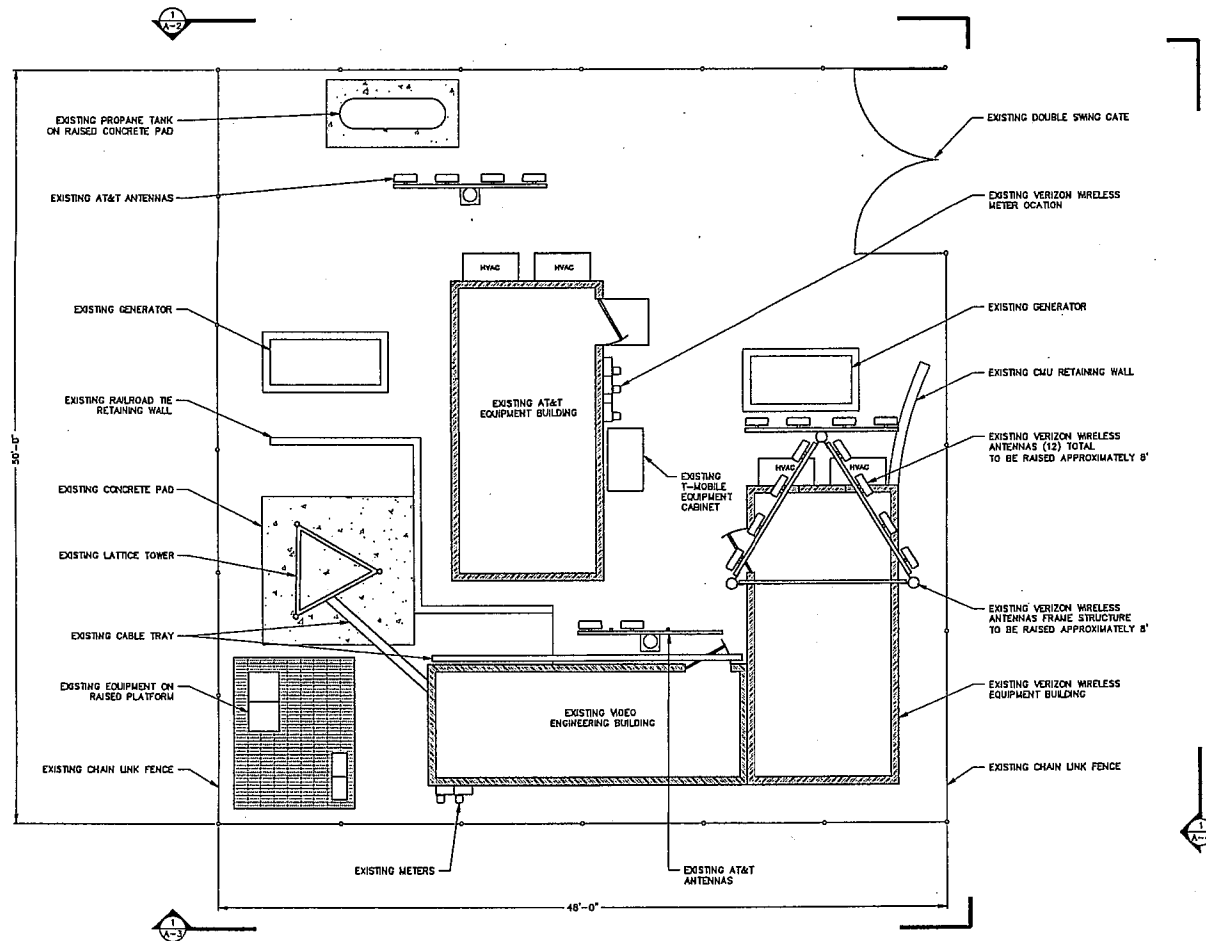 1
A-2
EXISTING PROPANE TANK
ON RAISED CONCRETE PAD
EXISTING DOUBLE SWING GATE
EXISTING AT&T ANTENNAS
EXISTING VERIZON WIRELESS
METER OCATION
HVAC
HVAC
EXISTING GENERATOR
EXISTING GENERATOR
EXISTING RAILROAD TIE
RETAINING WALL
EXISTING CMU RETAINING WALL
EXISTING AT&T
EQUIPMENT BUILDING
50'-0"
EXISTING VERIZON WIRELESS
ANTENNAS (12) TOTAL
TO BE RAISED APPROXIMATELY 8'
HVAC
HVAC
EXISTING
T-MOBILE
EQUIPMENT
CABINET
EXISTING CONCRETE PAD
EXISTING LATTICE TOWER
EXISTING VERIZON WIRELESS
ANTENNAS FRAME STRUCTURE
TO BE RAISED APPROXIMATELY 8'
EXISTING CABLE TRAY
EXISTING EQUIPMENT ON
RAISED PLATFORM
EXISTING VERIZON WIRELESS
EQUIPMENT BUILDING
EXISTING VIDEO
ENGINEERING BUILDING
EXISTING CHAIN LINK FENCE
EXISTING CHAIN LINK FENCE
1
EXISTING METERS
EXISTING AT&T
ANTENNAS
48'-0"
1
A-3